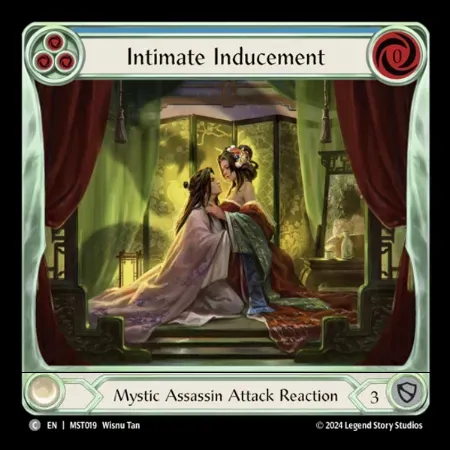 Intimate Inducement
0
Mystic Assassin Attack Reaction
3
C EN | MST019 Wisnu Tan
© 2024 Legend Story Studios